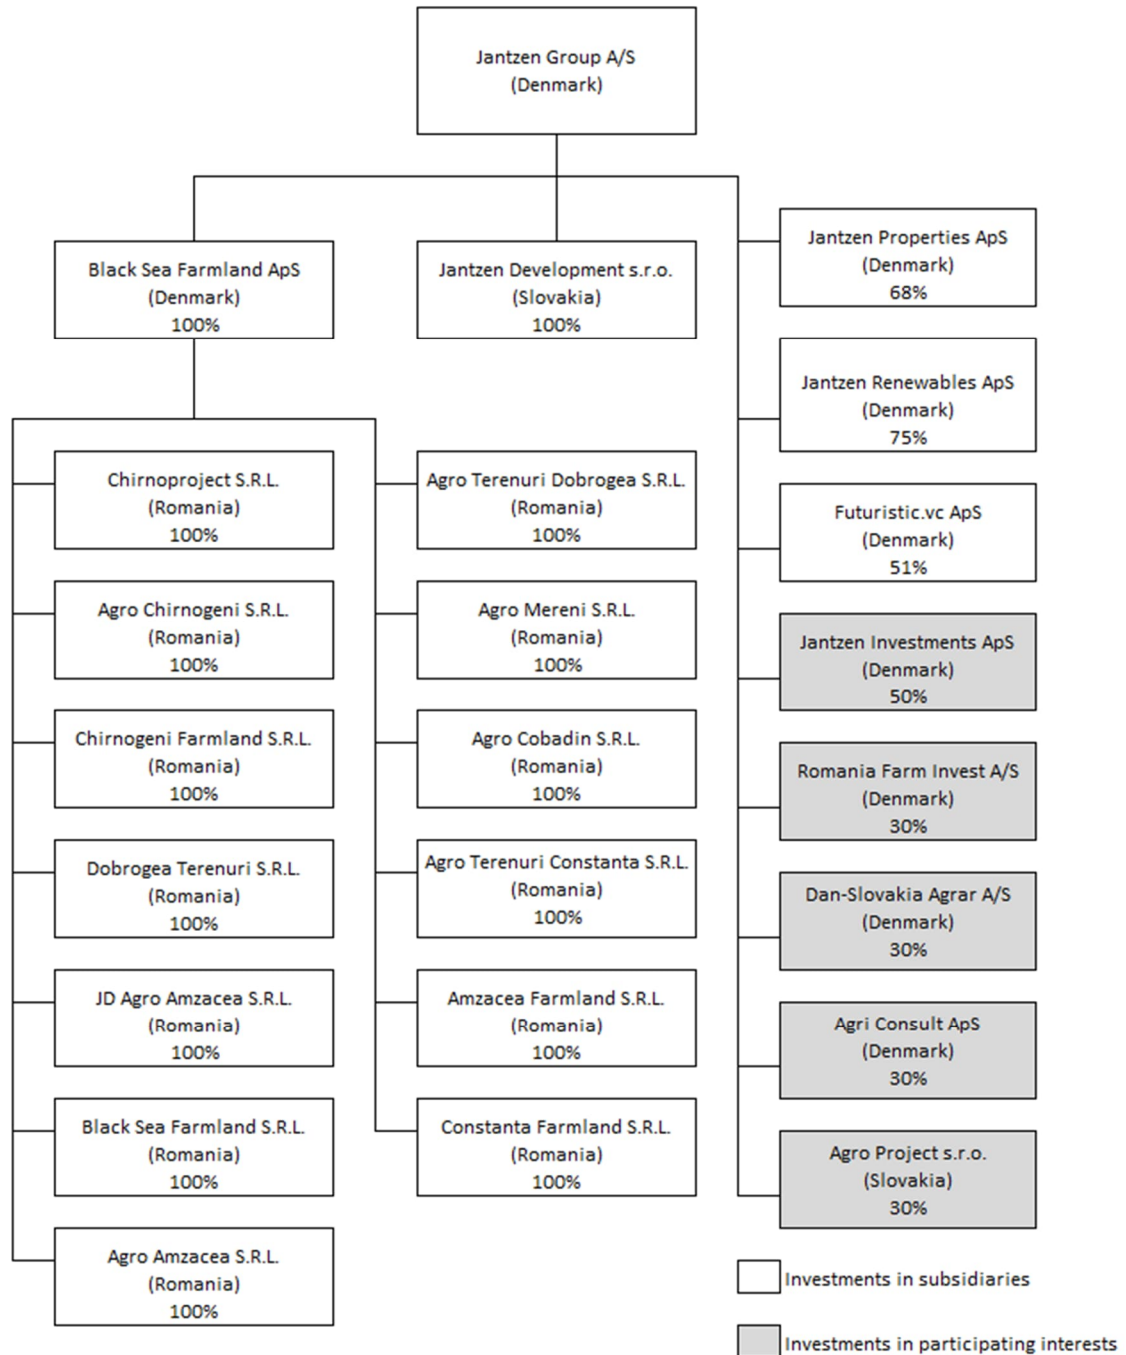 Jantzen Group A/S
(Denmark)
Black Sea Farmland ApS
(Denmark)
100%
Jantzen Development s.r.o.
(Slovakia)
100%
Jantzen Properties ApS
(Denmark)
68%
Jantzen Renewables ApS
(Denmark)
75%
Futuristic.vc ApS
(Denmark)
51%
Jantzen Investments ApS
(Denmark)
50%
Romania Farm Invest A/S
(Denmark)
30%
Dan-Slovakia Agrar A/S
(Denmark)
30%
Agri Consult ApS
(Denmark)
30%
Agro Project s.r.o.
(Slovakia)
30%
Chirnoproject S.R.L.
(Romania)
100%
Agro Chirnogeni S.R.L.
(Romania)
100%
Chirnogeni Farmland S.R.L.
(Romania)
100%
Dobrogea Terenuri S.R.L.
(Romania)
100%
JD Agro Amzacea S.R.L.
(Romania)
100%
Black Sea Farmland S.R.L.
(Romania)
100%
Agro Amzacea S.R.L.
(Romania)
100%
Agro Terenuri Dobrogea S.R.L.
(Romania)
100%
Agro Mereni S.R.L.
(Romania)
100%
Agro Cobadin S.R.L.
(Romania)
100%
Agro Terenuri Constanta S.R.L.
(Romania)
100%
Amzacea Farmland S.R.L.
(Romania)
100%
Constanta Farmland S.R.L.
(Romania)
100%
Investments in subsidiaries
Investments in participating interests